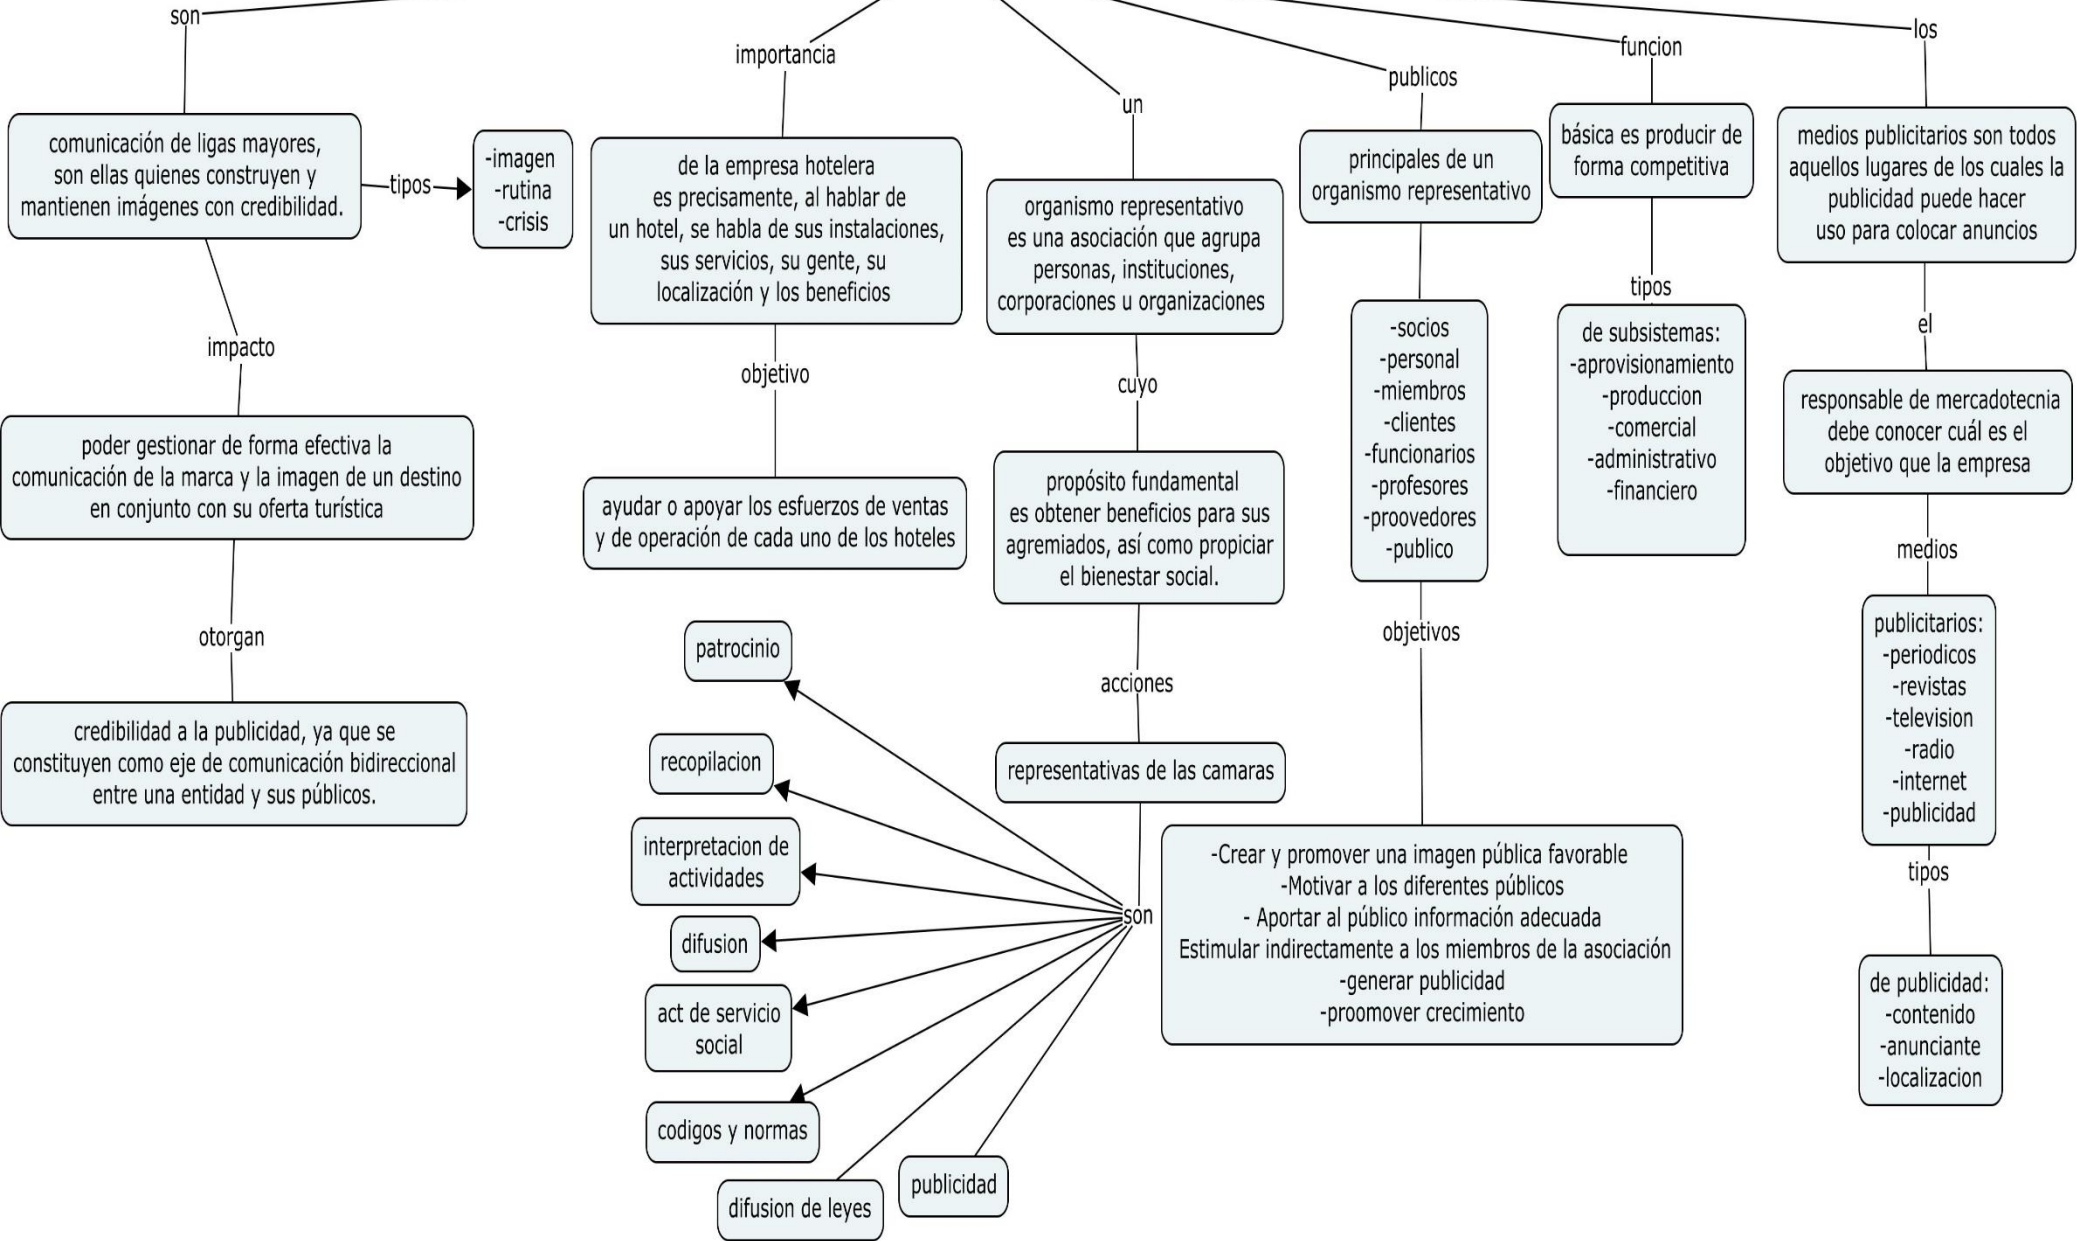 son
comunicación de ligas mayores,
son ellas quienes construyen y
mantienen imágenes con credibilidad.
tipos
-imagen
-rutina
-crisis
impacto
poder gestionar de forma efectiva la
comunicación de la marca y la imagen de un destino
en conjunto con su oferta turística
otorgan
credibilidad a la publicidad, ya que se
constituyen como eje de comunicación bidireccional
entre una entidad y sus públicos.
importancia
de la empresa hotelera
es precisamente, al hablar de
un hotel, se habla de sus instalaciones,
sus servicios, su gente, su
localización y los beneficios
objetivo
ayudar o apoyar los esfuerzos de ventas
y de operación de cada uno de los hoteles
un
organismo representativo
es una asociación que agrupa
personas, instituciones,
corporaciones u organizaciones
cuyo
propósito fundamental
es obtener beneficios para sus
agremiados, así como propiciar
el bienestar social.
acciones
representativas de las camaras
son
patrocinio
recopilacion
interpretacion de
actividades
difusion
act de servicio
social
codigos y normas
difusion de leyes
publicidad
publicos
principales de un
organismo representativo
-socios
-personal
-miembros
-clientes
-funcionarios
-profesores
-proovedores
-publico
objetivos
-Crear y promover una imagen pública favorable
-Motivar a los diferentes públicos
- Aportar al público información adecuada
Estimular indirectamente a los miembros de la asociación
-generar publicidad
-proomover crecimiento
funcion
básica es producir de
forma competitiva
tipos
de subsistemas:
-aprovisionamiento
-produccion
-comercial
-administrativo
-financiero
los
medios publicitarios son todos
aquellos lugares de los cuales la
publicidad puede hacer
uso para colocar anuncios
el
responsable de mercadotecnia
debe conocer cuál es el
objetivo que la empresa
medios
publicitarios:
-periodicos
-revistas
-television
-radio
-internet
-publicidad
tipos
de publicidad:
-contenido
-anunciante
-localizacion